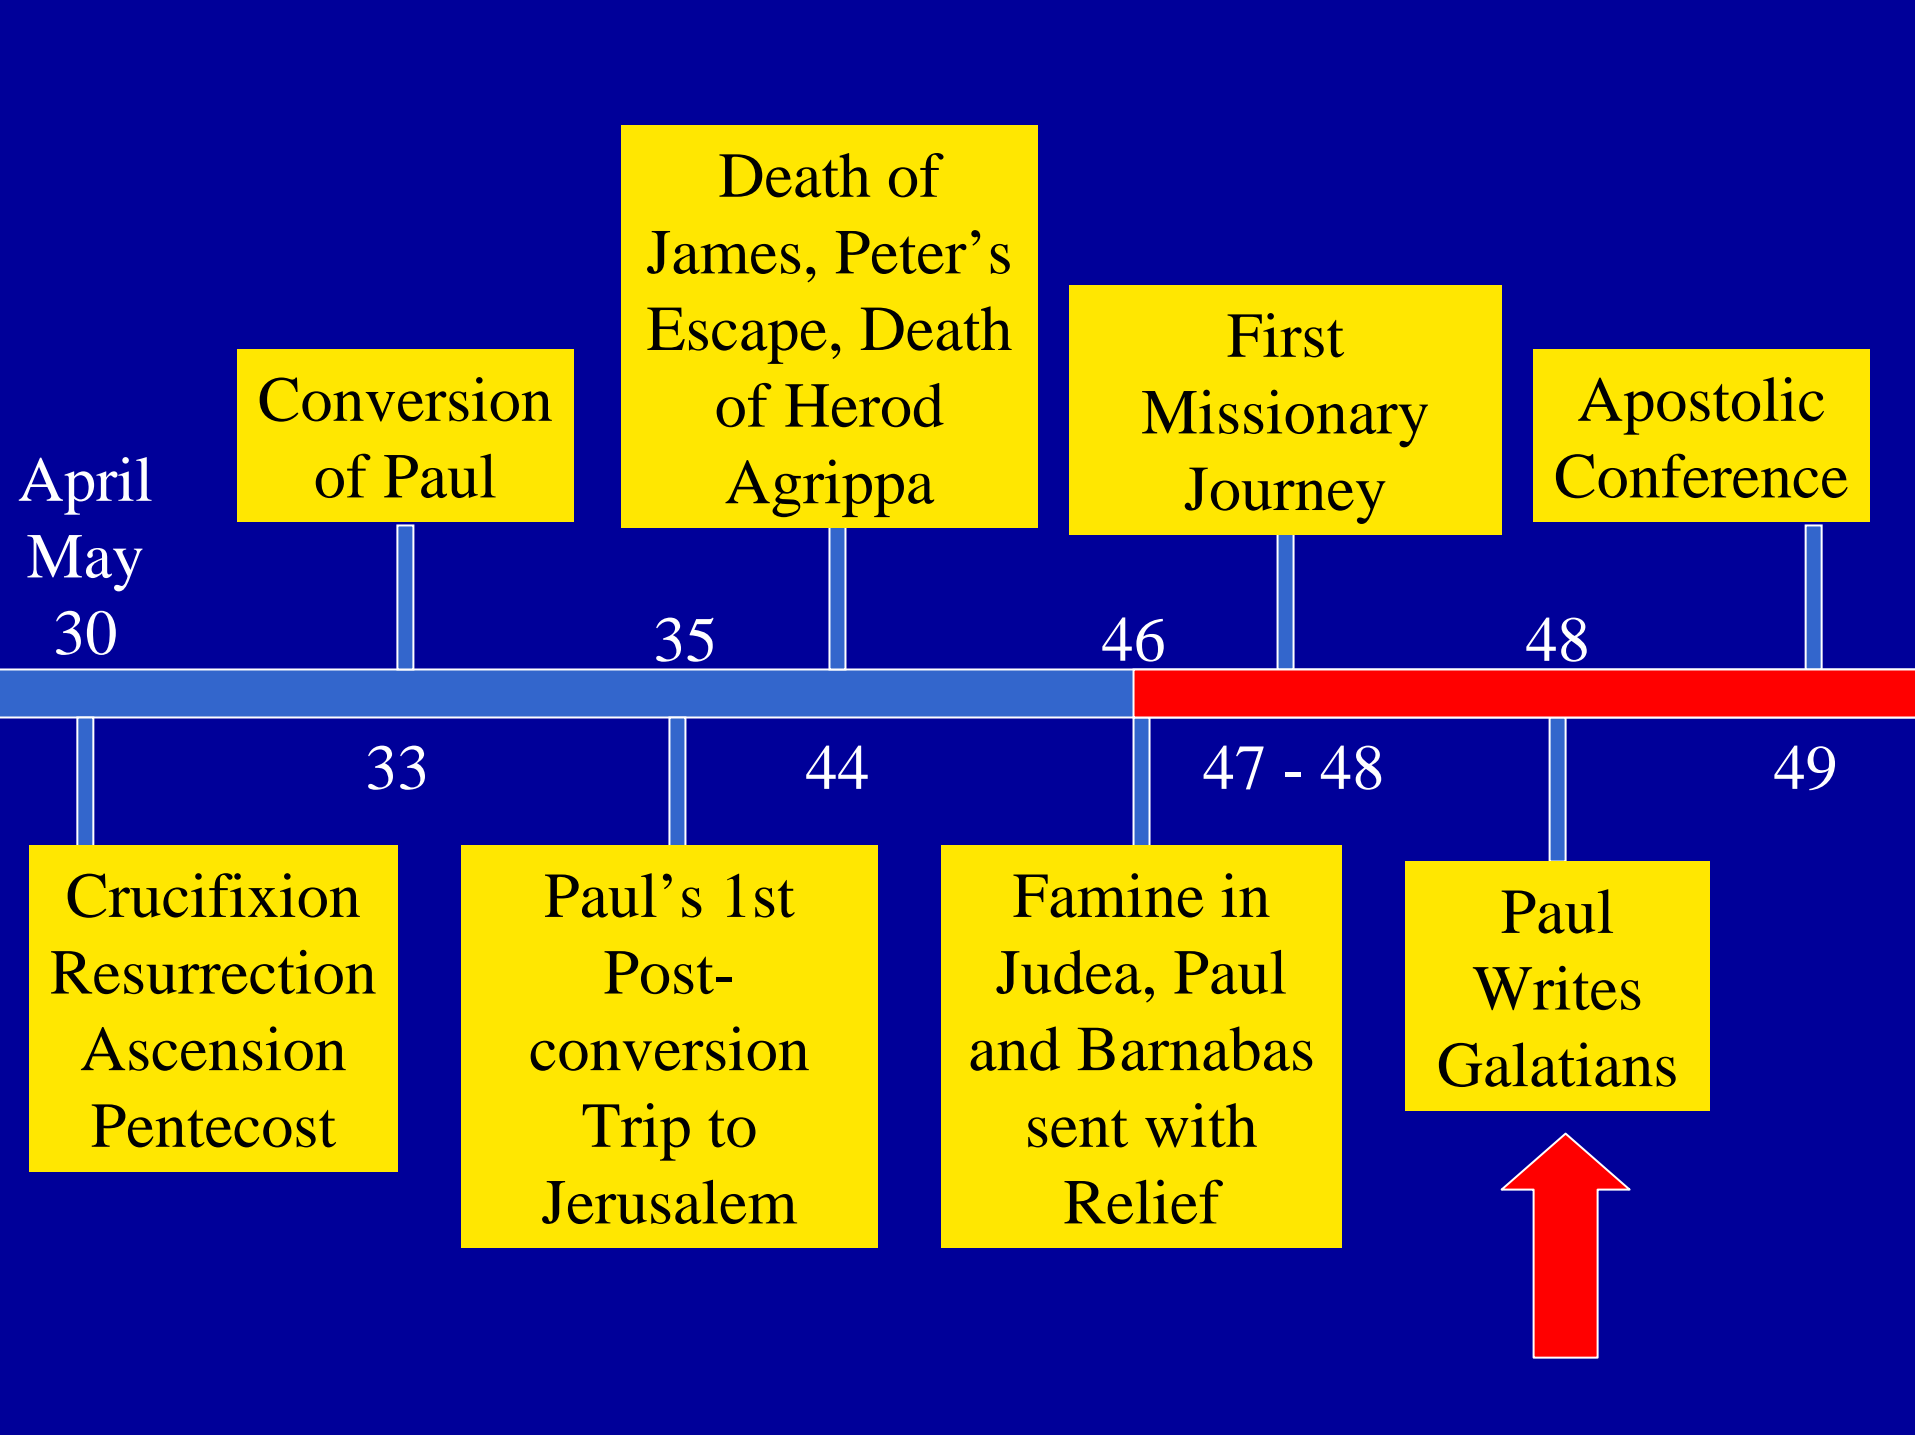 April
May
30
Conversion
of Paul
Death of
James, Peter’s
Escape, Death
of Herod
Agrippa
First
Missionary
Journey
Apostolic
Conference
35
46
48
33
44
47 - 48
49
Crucifixion
Resurrection
Ascension
Pentecost
Paul’s 1st
Post-
conversion
Trip to
Jerusalem
Famine in
Judea, Paul
and Barnabas
sent with
Relief
Paul
Writes
Galatians